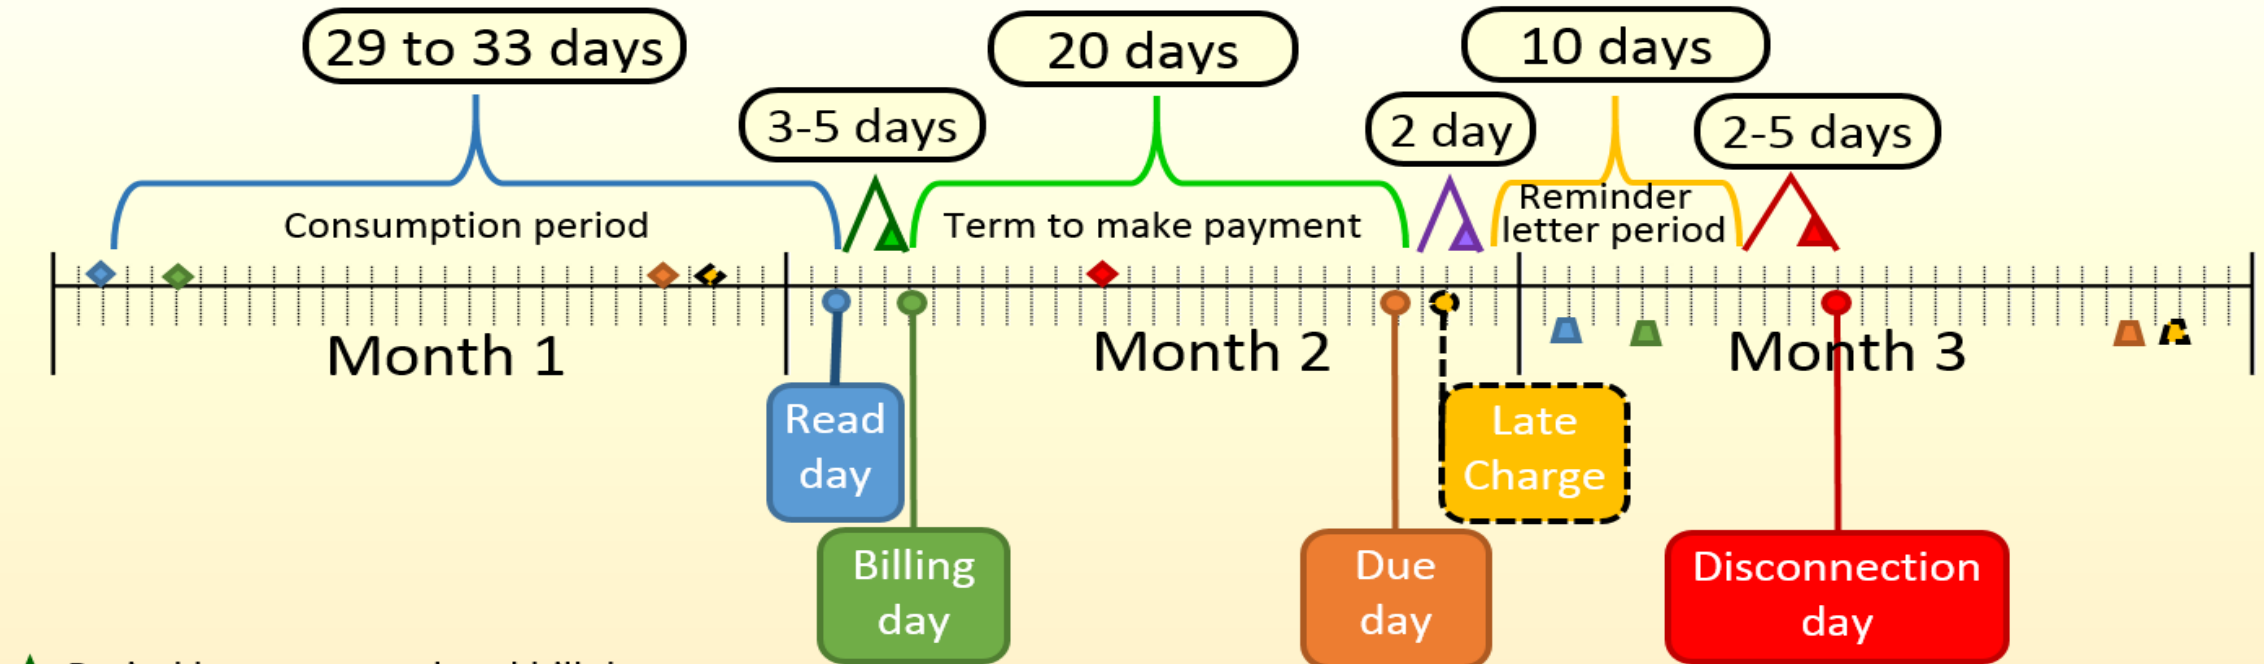 29 to 33 days
20 days
10 days
3-5 days
2 day
2-5 days
Consumption period
Term to make payment
Reminder
letter period
Month 1
Month 2
Month 3
Read
day
Late
Charge
Billing
day
Due
day
Disconnection
day